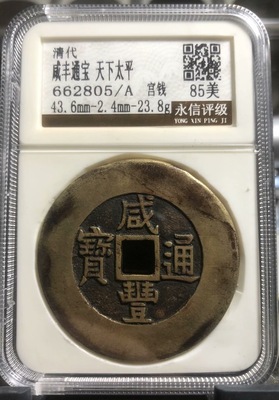 清代
咸丰通宝 天下太平
662805/A 宫钱 85美
43.6mm-2.4mm-23.8g 永信评级
YONG XIN PING JI
咸
寶 通
豐